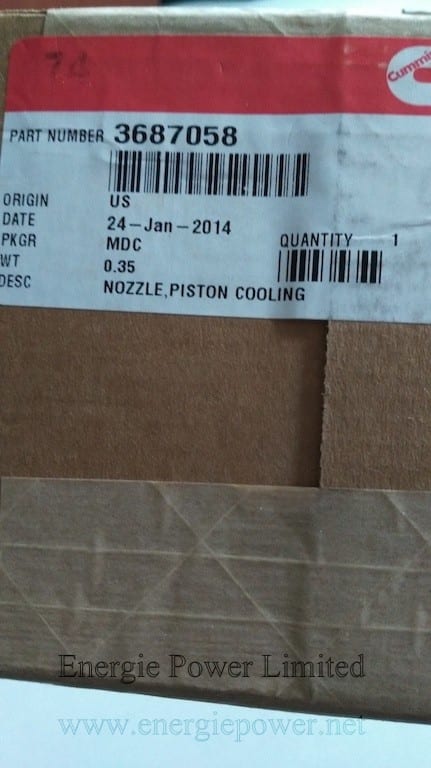 Cummins
PART NUMBER 3687058
ORIGIN US
DATE 24-Jan-2014
PKGR MDC QUANTITY 1
WT 0.35
DESC NOZZLE,PISTON COOLING
Energie Power Limited
www.energiepower.net